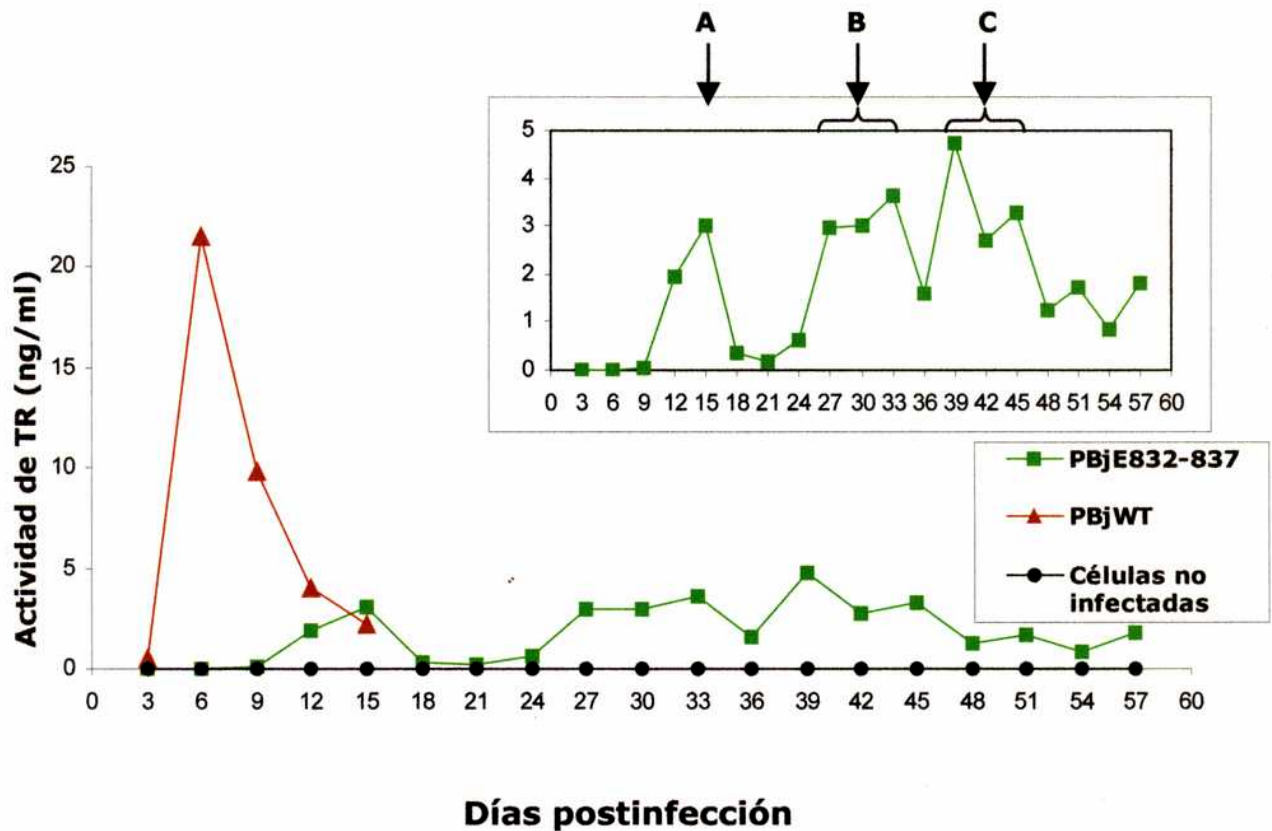 A B C
5
4
3
2
1
0
0 3 6 9 12 15 18 21 24 27 30 33 36 39 42 45 48 51 54 57 60
Actividad de TR (ng/ml)
25
20
15
10
5
0
0 3 6 9 12 15 18 21 24 27 30 33 36 39 42 45 48 51 54 57 60
PBjE832-837
PBjWT
Células no
infectadas
Días postinfección